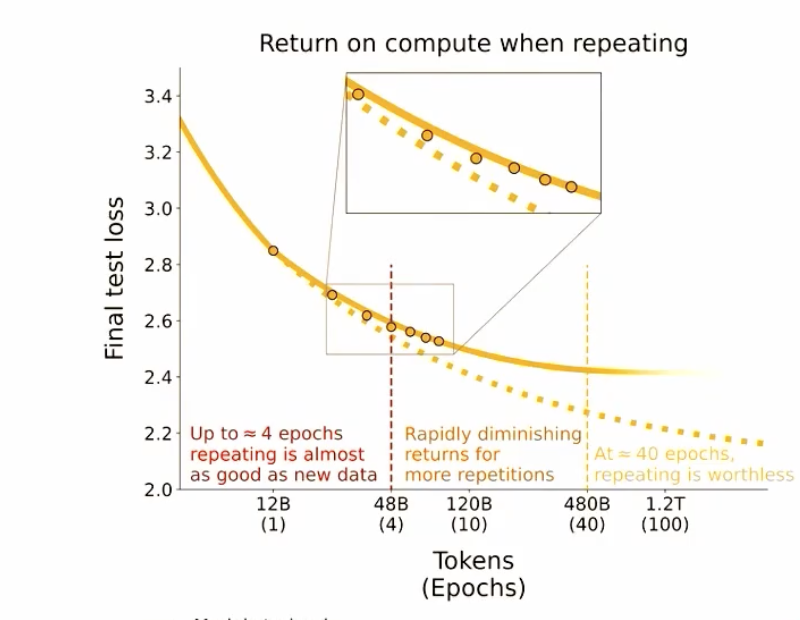 Return on compute when repeating
3.4
3.2
3.0
2.8
2.6
2.4
2.2
2.0
Final test loss
Up to ≈ 4 epochs
repeating is almost
as good as new data
Rapidly diminishing
returns for
more repetitions
At ≈ 40 epochs,
repeating is worthless
12B
(1)
48B
(4)
120B
(10)
480B
(40)
1.2T
(100)
Tokens
(Epochs)